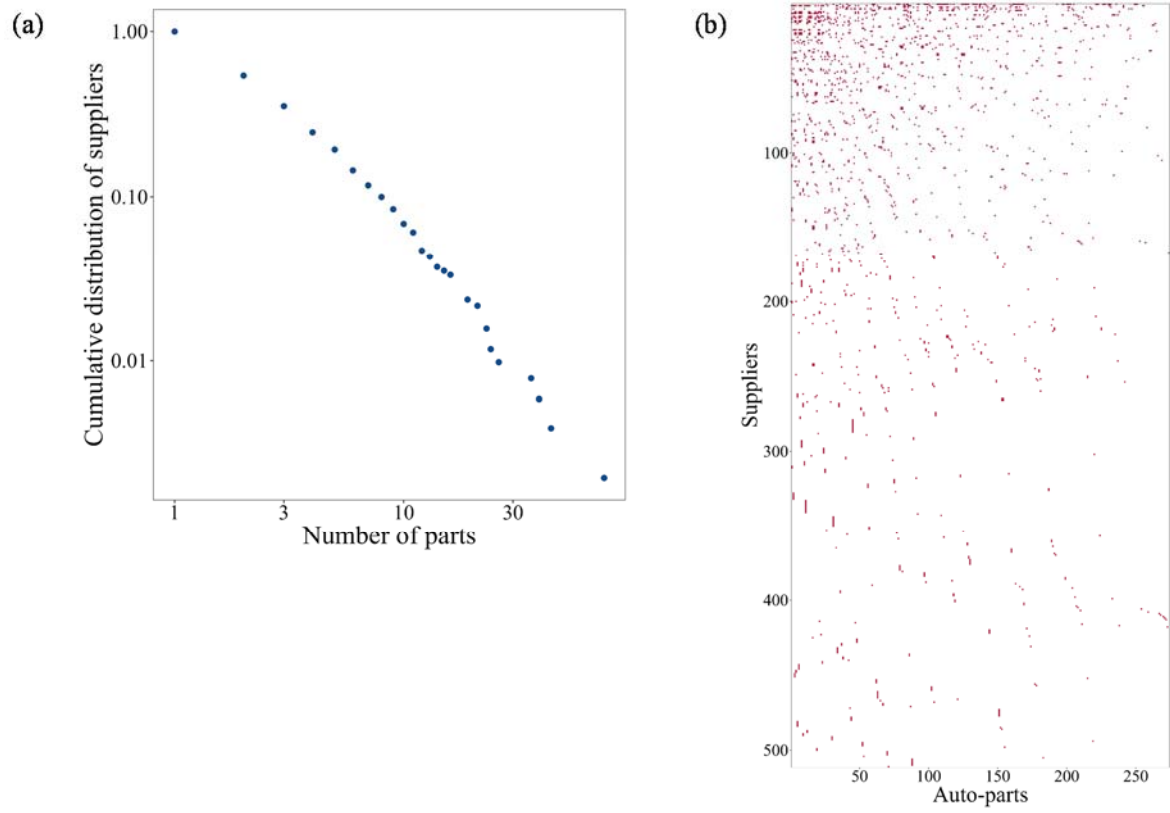 (a)
1.00
0.10
0.01
Cumulative distribution of suppliers
1
3
10
30
Number of parts
(b)
100
200
300
400
500
Suppliers
50
100
150
200
250
Auto-parts